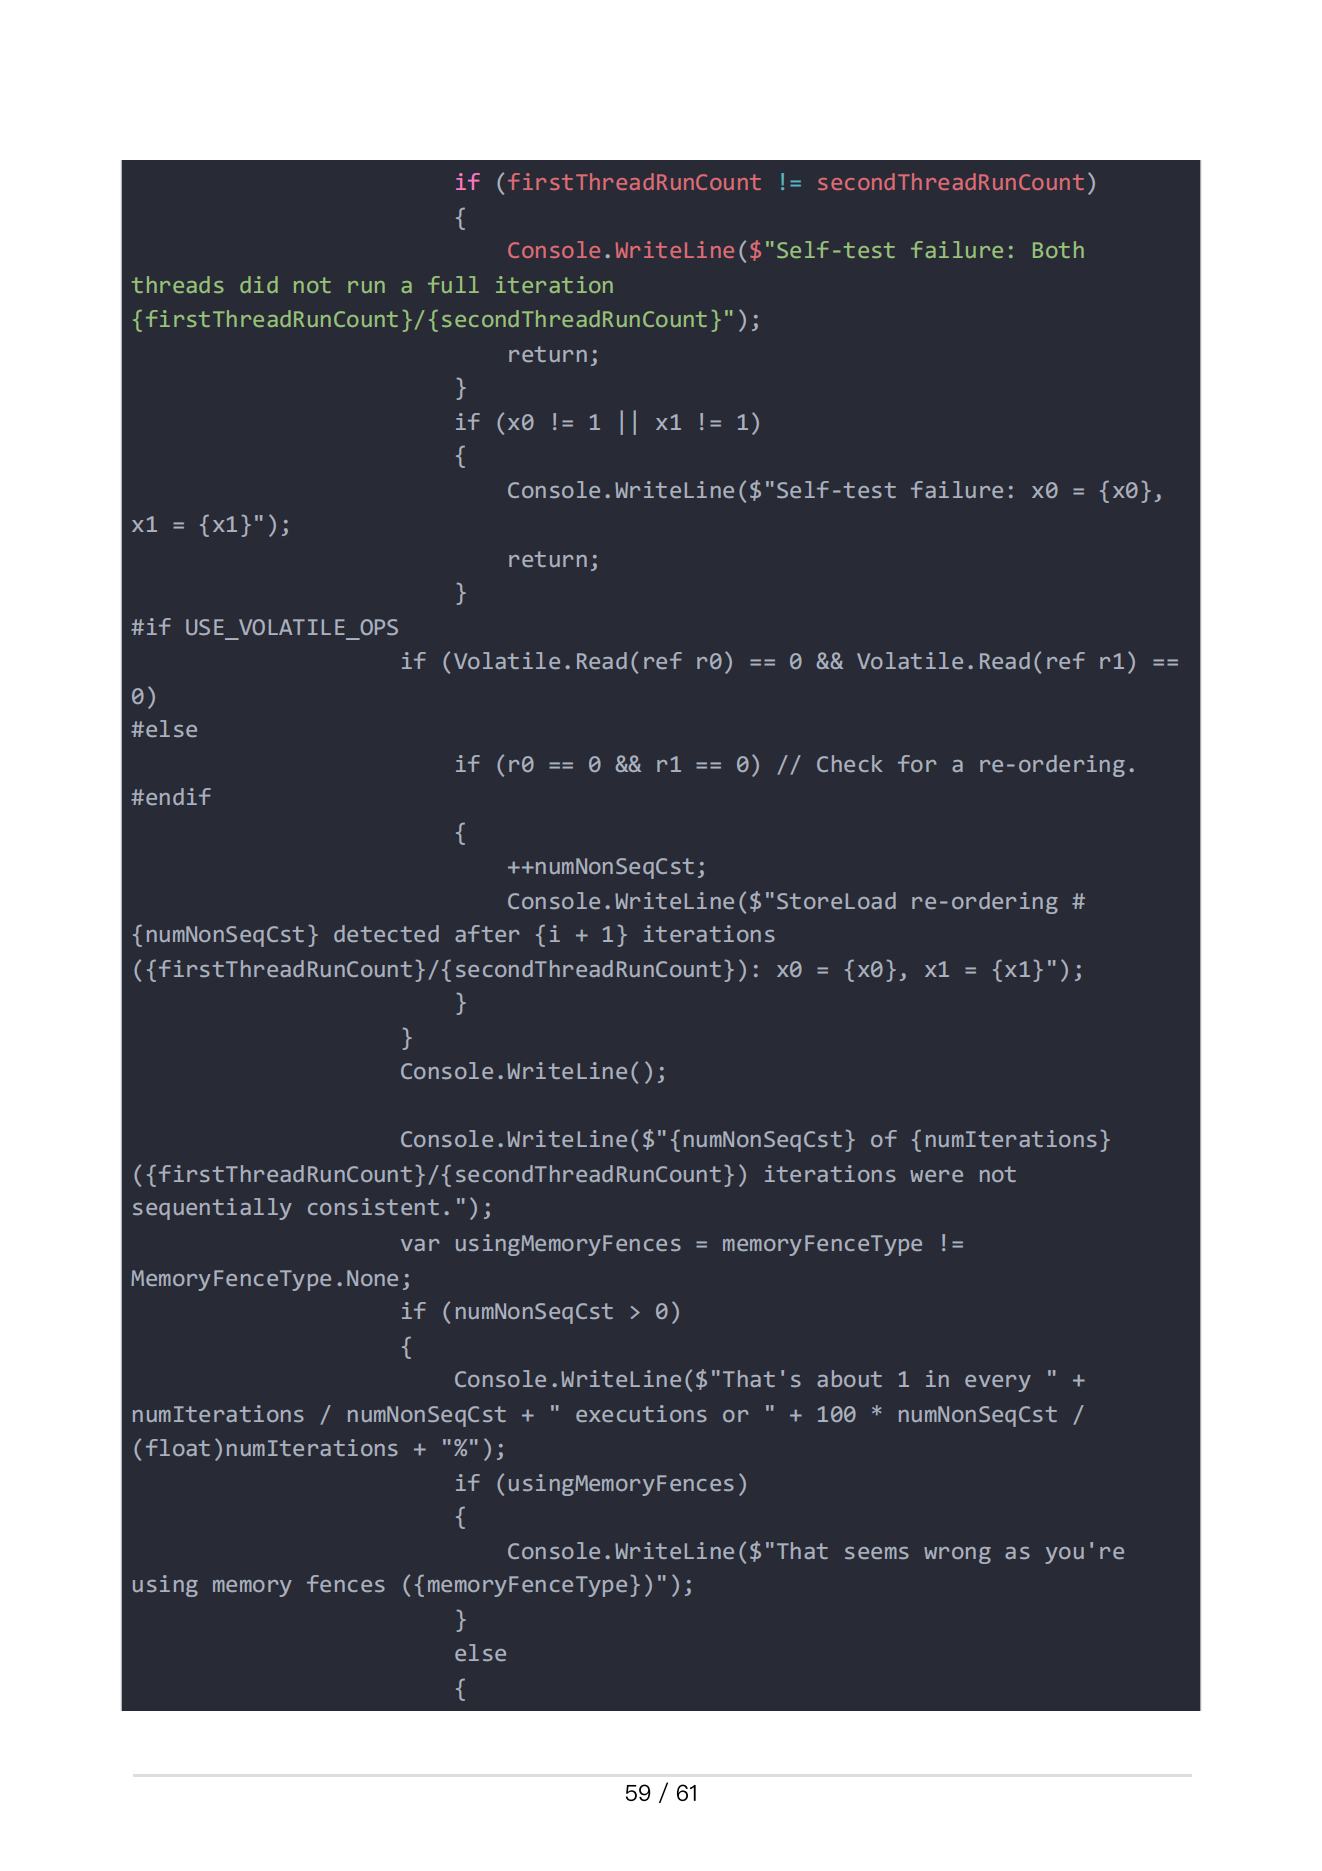 if (firstThreadRunCount != secondThreadRunCount)
{
Console.WriteLine($"Self-test failure: Both
threads did not run a full iteration
{firstThreadRunCount}/{secondThreadRunCount}");
return;
}
if (x0 != 1 || x1 != 1)
{
Console.WriteLine($"Self-test failure: x0 = {x0},
x1 = {x1}");
return;
}
#if USE_VOLATILE_OPS
if (Volatile.Read(ref r0) == 0 && Volatile.Read(ref r1) ==
0)
#else
if (r0 == 0 && r1 == 0) // Check for a re-ordering.
#endif
{
++numNonSeqCst;
Console.WriteLine($"StoreLoad re-ordering #
{numNonSeqCst} detected after {i + 1} iterations
({firstThreadRunCount}/{secondThreadRunCount}): x0 = {x0}, x1 = {x1}");
}
}
Console.WriteLine();
Console.WriteLine($"{numNonSeqCst} of {numIterations}
({firstThreadRunCount}/{secondThreadRunCount}) iterations were not
sequentially consistent.");
var usingMemoryFences = memoryFenceType !=
MemoryFenceType.None;
if (numNonSeqCst > 0)
{
Console.WriteLine($"That's about 1 in every " +
numIterations / numNonSeqCst + " executions or " + 100 * numNonSeqCst /
(float)numIterations + "%");
if (usingMemoryFences)
{
Console.WriteLine($"That seems wrong as you're
using memory fences ({memoryFenceType})");
}
else
{
59 / 61